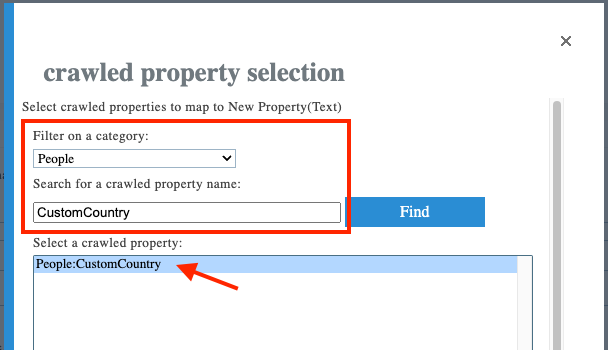 crawled property selection
Select crawled properties to map to New Property(Text)
Filter on a category:
People
Search for a crawled property name:
CustomCountry
Find
Select a crawled property:
People:CustomCountry